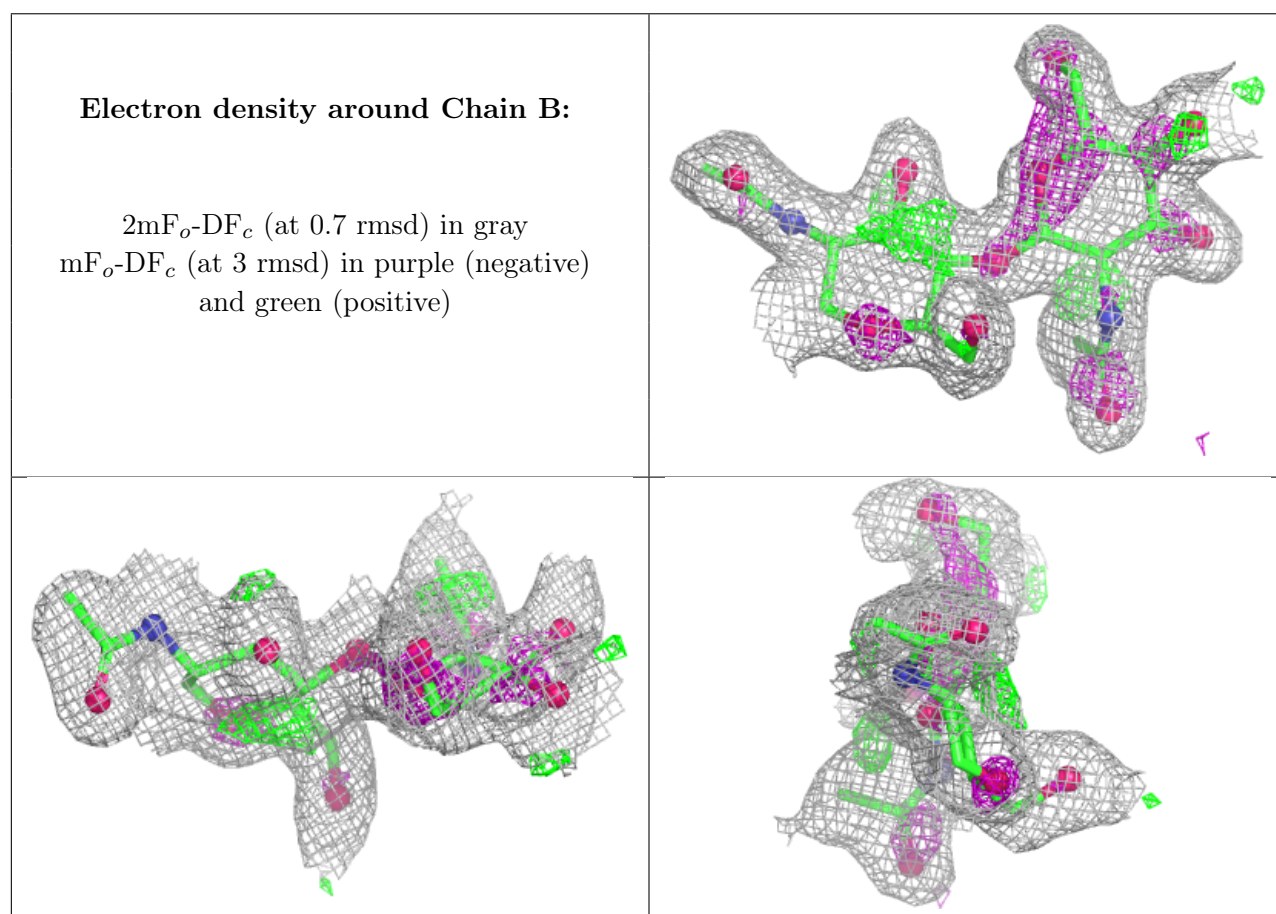 Electron density around Chain B:
2mFo-DFc (at 0.7 rmsd) in gray
mFo-DFc (at 3 rmsd) in purple (negative)
and green (positive)